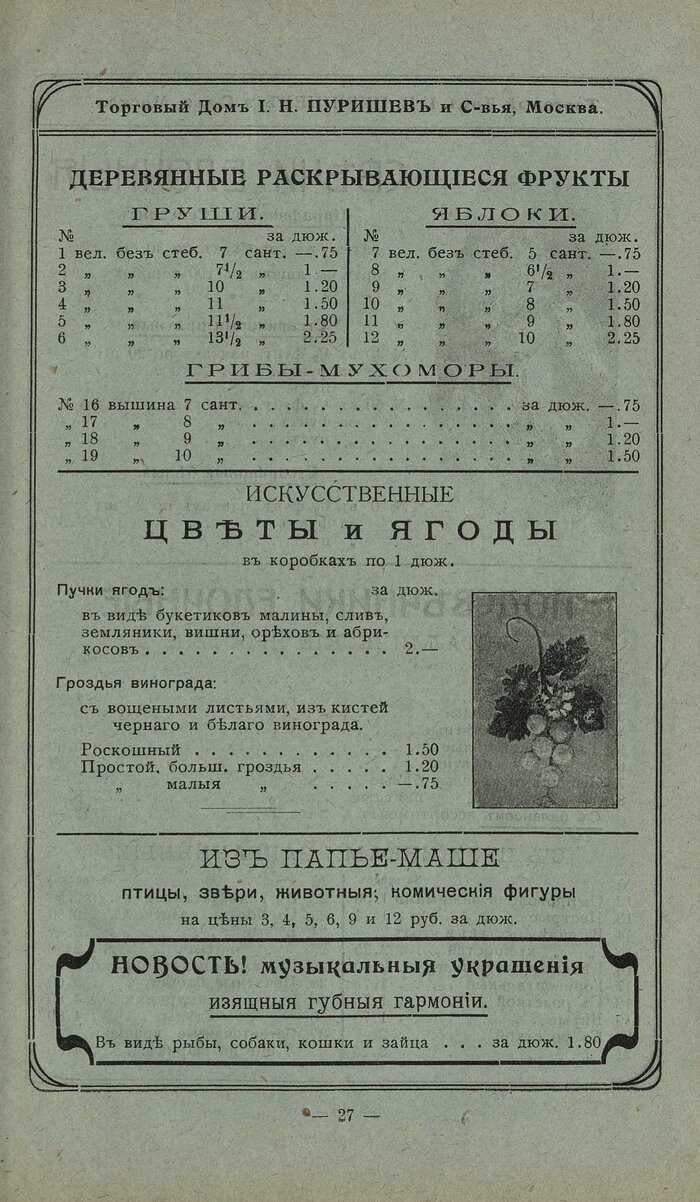 Торговый Домъ I. Н. ПУРИШЕВЪ и С-вья, Москва.
ДЕРЕВЯННЫЕ РАСКРЫВАЮЩІЕСЯ ФРУКТЫ
ГРУШИ.
№ за дюж.
1 вел. безъ стеб. 7 сант. —.75
2 „ „ „ 7½ „ 1 —
3 „ „ „ 10 „ 1.20
4 „ „ „ 11 „ 1.50
5 „ „ „ 11½ „ 1.80
6 „ „ „ 13½ „ 2.25
ЯБЛОКИ.
№ за дюж.
7 вел. безъ стеб. 5 сант. —.75
8 „ „ „ 6½ „ 1.—
9 „ „ „ 7 „ 1.20
10 „ „ „ 8 „ 1.50
11 „ „ „ 9 „ 1.80
12 „ „ „ 10 „ 2.25
ГРИБЫ-МУХОМОРЫ.
№ 16 вышина 7 сант. . . . . . . . . . . . . . . . . за дюж. —.75
„ 17 „ 8 „ . . . . . . . . . . . . . . . . „ „ 1.—
„ 18 „ 9 „ . . . . . . . . . . . . . . . . „ „ 1.20
„ 19 „ 10 „ . . . . . . . . . . . . . . . . „ „ 1.50
ИСКУССТВЕННЫЕ
ЦВѢТЫ и ЯГОДЫ
въ коробкахъ по 1 дюж.
Пучки ягодъ: за дюж.
въ видѣ букетиковъ малины, сливъ,
земляники, вишни, орѣховъ и абри-
косовъ . . . . . . . . . . . . . . . 2.—
Гроздья винограда:
съ вощеными листьями, изъ кистей
чернаго и бѣлаго винограда.
Роскошный . . . . . . . . . . . . 1.50
Простой, больш. гроздья . . . . . 1.20
„ малыя „ . . . . . —.75
ИЗЪ ПАПЬЕ-МАШЕ
птицы, звѣри, животныя; комическія фигуры
на цѣны 3, 4, 5, 6, 9 и 12 руб. за дюж.
НОВОСТЬ! музыкальныя украшенія
изящныя губныя гармоніи.
Въ видѣ рыбы, собаки, кошки и зайца . . . за дюж. 1.80
— 27 —